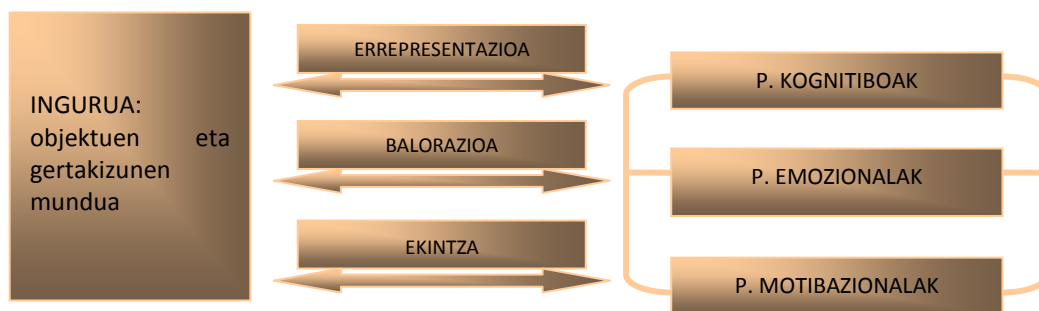 INGURUA:
objektuen eta
gertakizunen
mundua
ERREPRESENTAZIOA
BALORAZIOA
EKINTZA
P. KOGNITIBOAK
P. EMOZIONALAK
P. MOTIBAZIONALAK